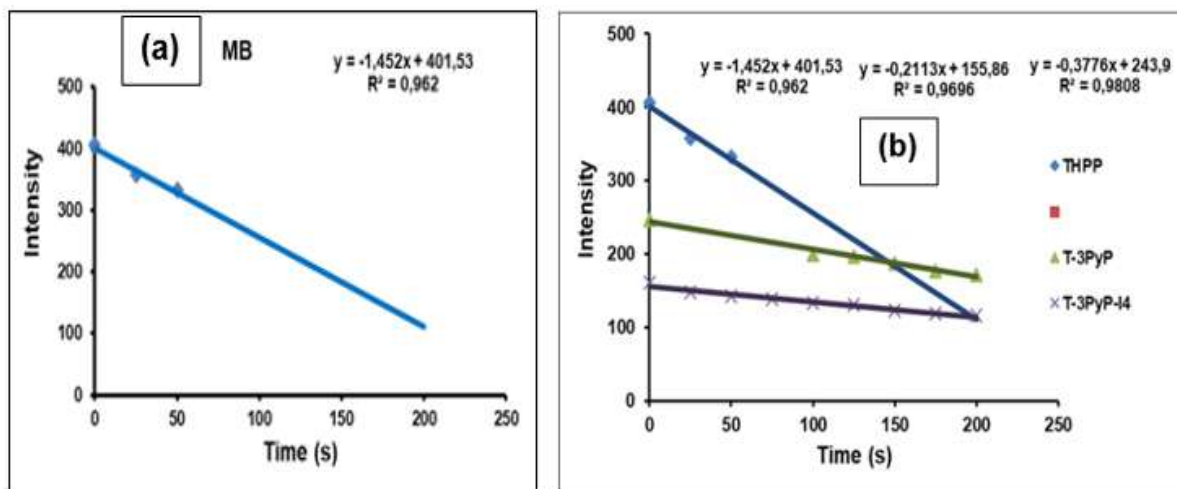 (a)
MB
y = -1,452x + 401,53
R² = 0,962
500
400
300
200
100
0
Intensity
0 50 100 150 200 250
Time (s)
500
400
300
200
100
0
Intensity
y = -1,452x + 401,53
R² = 0,962
y = -0,2113x + 155,86
R² = 0,9696
y = -0,3776x + 243,9
R² = 0,9808
(b)
THPP
T-3PyP
T-3PyP-I4
0 50 100 150 200 250
Time (s)